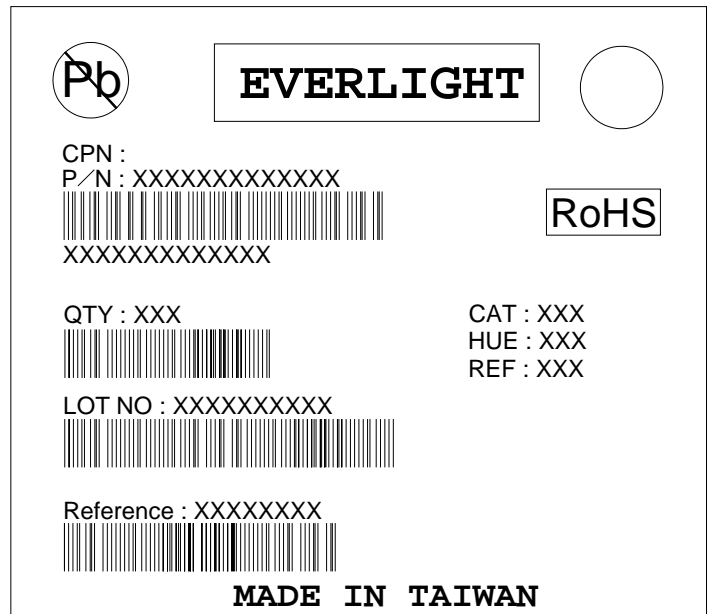 Pb
EVERLIGHT
CPN :
P/N : XXXXXXXXXXXXX
RoHS
XXXXXXXXXXXXX
QTY : XXX
CAT : XXX
HUE : XXX
REF : XXX
LOT NO : XXXXXXXXXX
Reference : XXXXXXXX
MADE IN TAIWAN